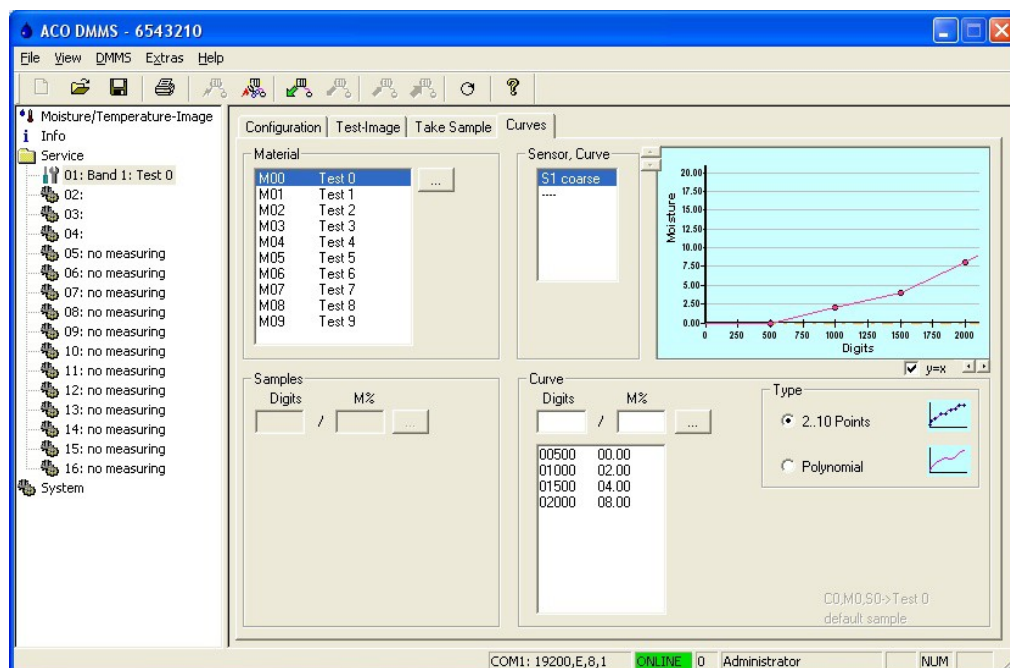 ACO DMMS - 6543210
File View DMMS Extras Help
Moisture/Temperature-Image
Info
Service
01: Band 1: Test 0
02:
03:
04:
05: no measuring
06: no measuring
07: no measuring
08: no measuring
09: no measuring
10: no measuring
11: no measuring
12: no measuring
13: no measuring
14: no measuring
15: no measuring
16: no measuring
System
Configuration Test-Image Take Sample Curves
Material
M00 Test 0
M01 Test 1
M02 Test 2
M03 Test 3
M04 Test 4
M05 Test 5
M06 Test 6
M07 Test 7
M08 Test 8
M09 Test 9
...
Sensor, Curve
S1 coarse
----
Moisture
20.00
17.50
15.00
12.50
10.00
7.50
5.00
2.50
0.00
0 250 500 750 1000 1250 1500 1750 2000
Digits
y=x
Samples
Digits M%
/ ...
Curve
Digits M%
/ ...
00500 00.00
01000 02.00
01500 04.00
02000 08.00
Type
2..10 Points
Polynomial
C0,M0,S0->Test 0
default sample
COM1: 19200,E,8,1 ONLINE 0 Administrator NUM